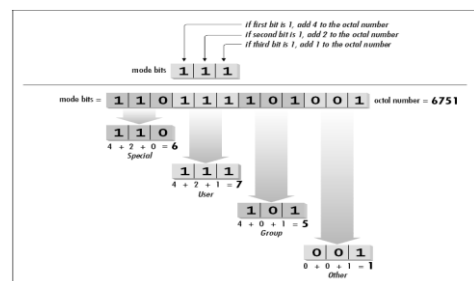 if first bit is 1, add 4 to the octal number
if second bit is 1, add 2 to the octal number
if third bit is 1, add 1 to the octal number
mode bits 1 1 1
mode bits = 1 1 0 1 1 1 1 0 1 0 0 1 octal number = 6751
1 1 0
4 + 2 + 0 = 6
Special
1 1 1
4 + 2 + 1 = 7
User
1 0 1
4 + 0 + 1 = 5
Group
0 0 1
0 + 0 + 1 = 1
Other